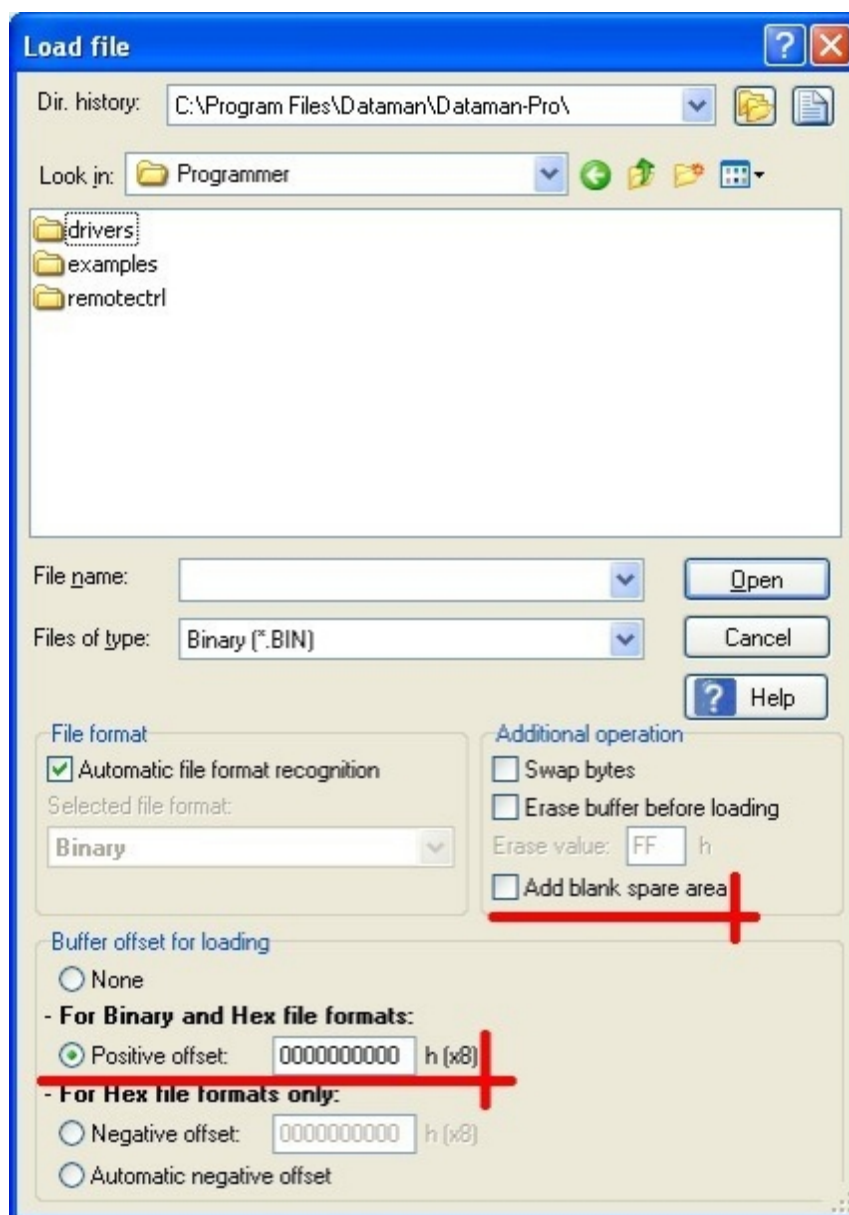 Load file
Dir. history: C:\Program Files\Dataman\Dataman-Pro\
Look in: Programmer
drivers
examples
remotectrl
File name: Open
Files of type: Binary (*.BIN) Cancel
Help
File format
Automatic file format recognition
Selected file format:
Binary
Additional operation
Swap bytes
Erase buffer before loading
Erase value: FF h
Add blank spare area
Buffer offset for loading
None
- For Binary and Hex file formats:
Positive offset: 0000000000 h (x8)
- For Hex file formats only:
Negative offset: 0000000000 h (x8)
Automatic negative offset